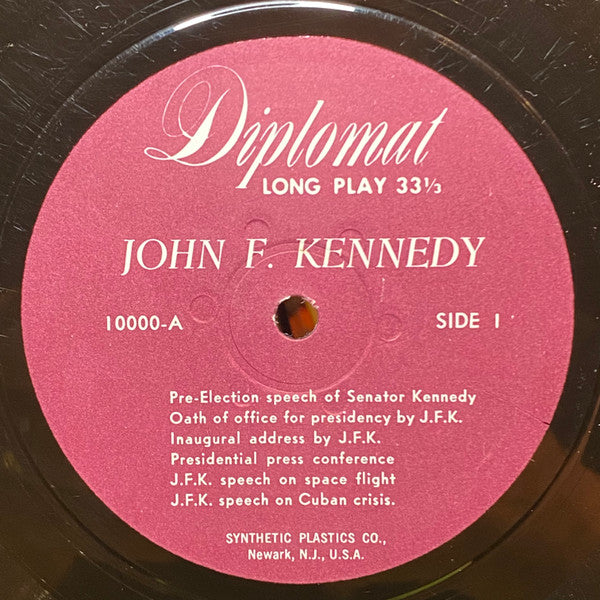 Diplomat
LONG PLAY 33⅓
JOHN F. KENNEDY
10000-A SIDE 1
Pre-Election speech of Senator Kennedy
Oath of office for presidency by J.F.K.
Inaugural address by J.F.K.
Presidential press conference
J.F.K. speech on space flight
J.F.K. speech on Cuban crisis.
SYNTHETIC PLASTICS CO.,
Newark, N.J., U.S.A.